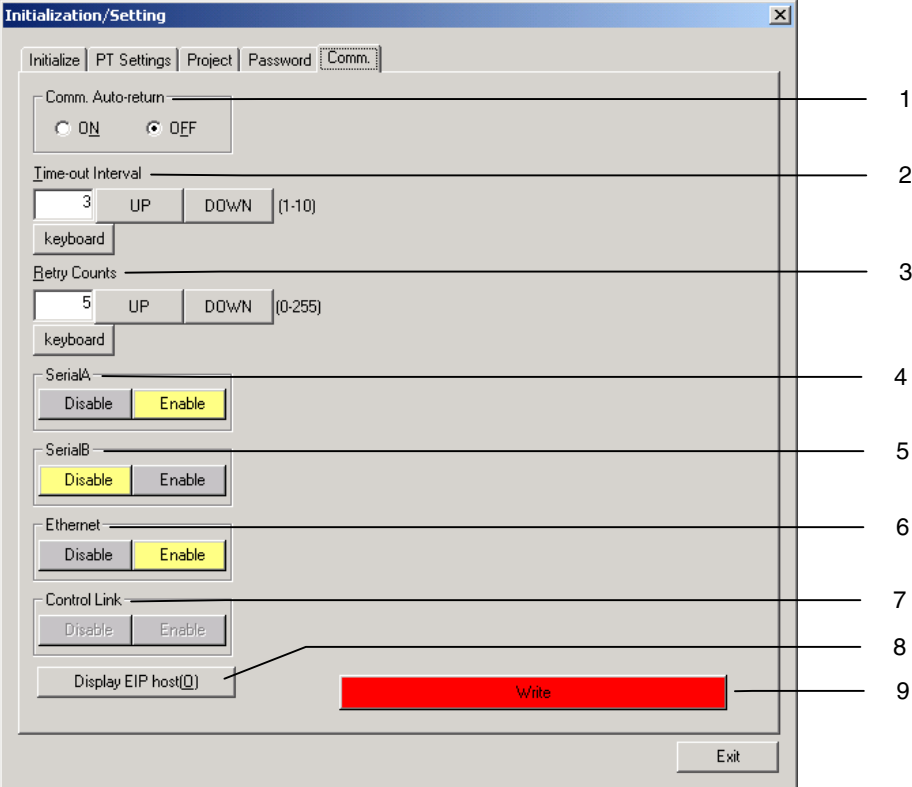 Initialization/Setting
Initialize PT Settings Project Password Comm.
Comm. Auto-return 1
ON OFF
Time-out Interval 2
3 UP DOWN (1-10)
keyboard
Retry Counts 3
5 UP DOWN (0-255)
keyboard
SerialA 4
Disable Enable
SerialB 5
Disable Enable
Ethernet 6
Disable Enable
Control Link 7
Disable Enable
8
Display EIP host(O)
Write 9
Exit